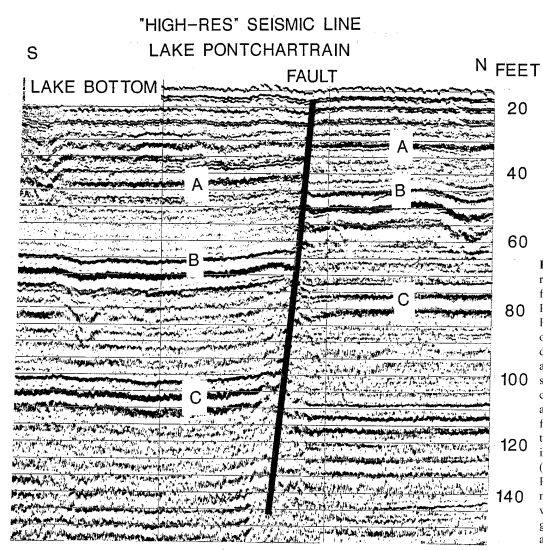 "HIGH-RES" SEISMIC LINE
LAKE PONTCHARTRAIN
S
N
FEET
LAKE BOTTOM
FAULT
20
A
40
A
B
60
B
C
80
100
C
120
140